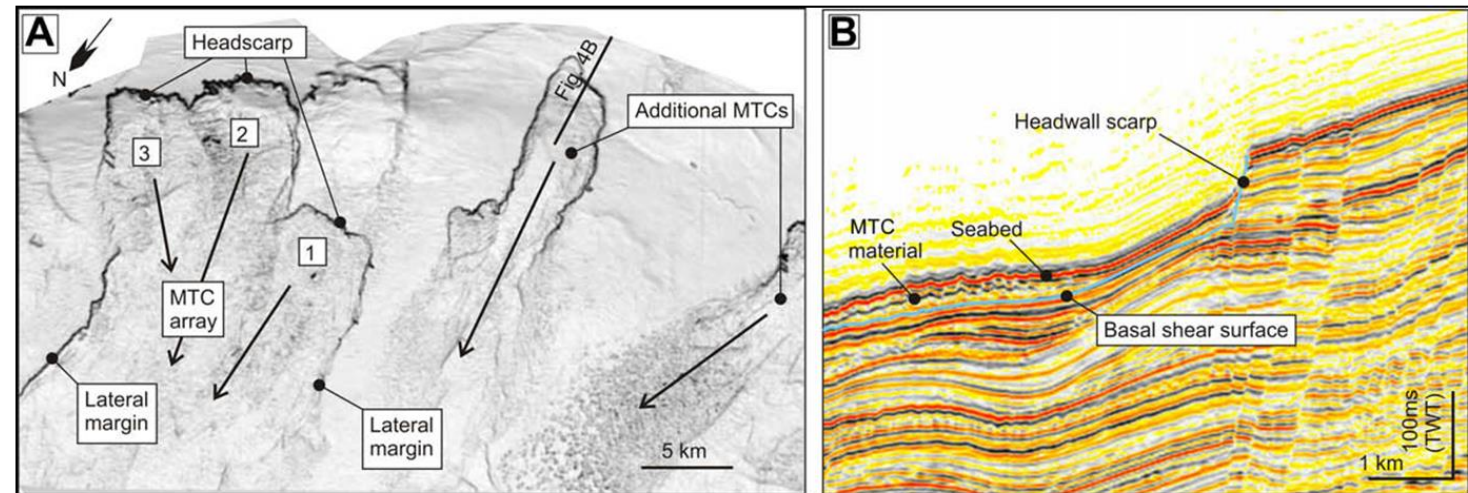 A
N
Headscarp
Fig. 4B
Additional MTCs
3
2
1
MTC
array
Lateral
margin
Lateral
margin
5 km
B
Headwall scarp
MTC
material
Seabed
Basal shear surface
100ms
(TWT)
1 km